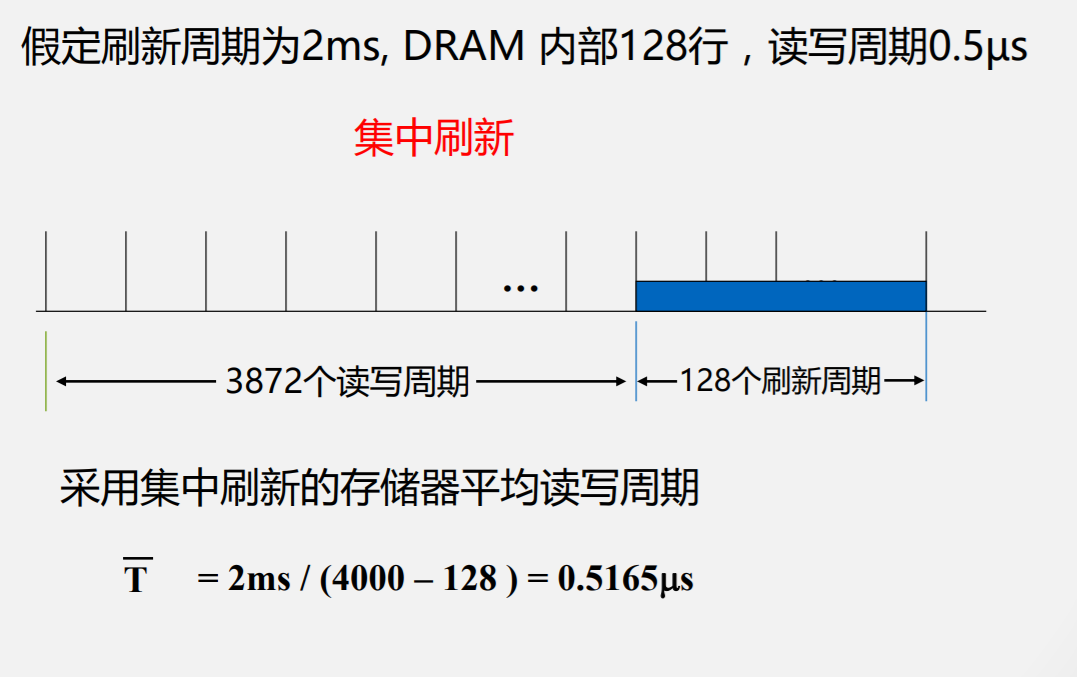 假定刷新周期为2ms, DRAM 内部128行，读写周期0.5μs
集中刷新
…
3872个读写周期
128个刷新周期
采用集中刷新的存储器平均读写周期
T̅ = 2ms / (4000 – 128 ) = 0.5165μs